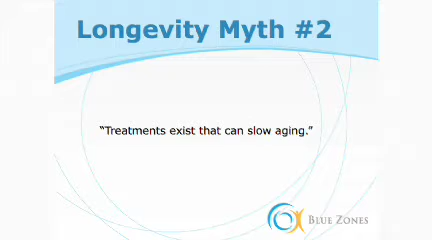 Longevity Myth #2
“Treatments exist that can slow aging.”
BLUE ZONES